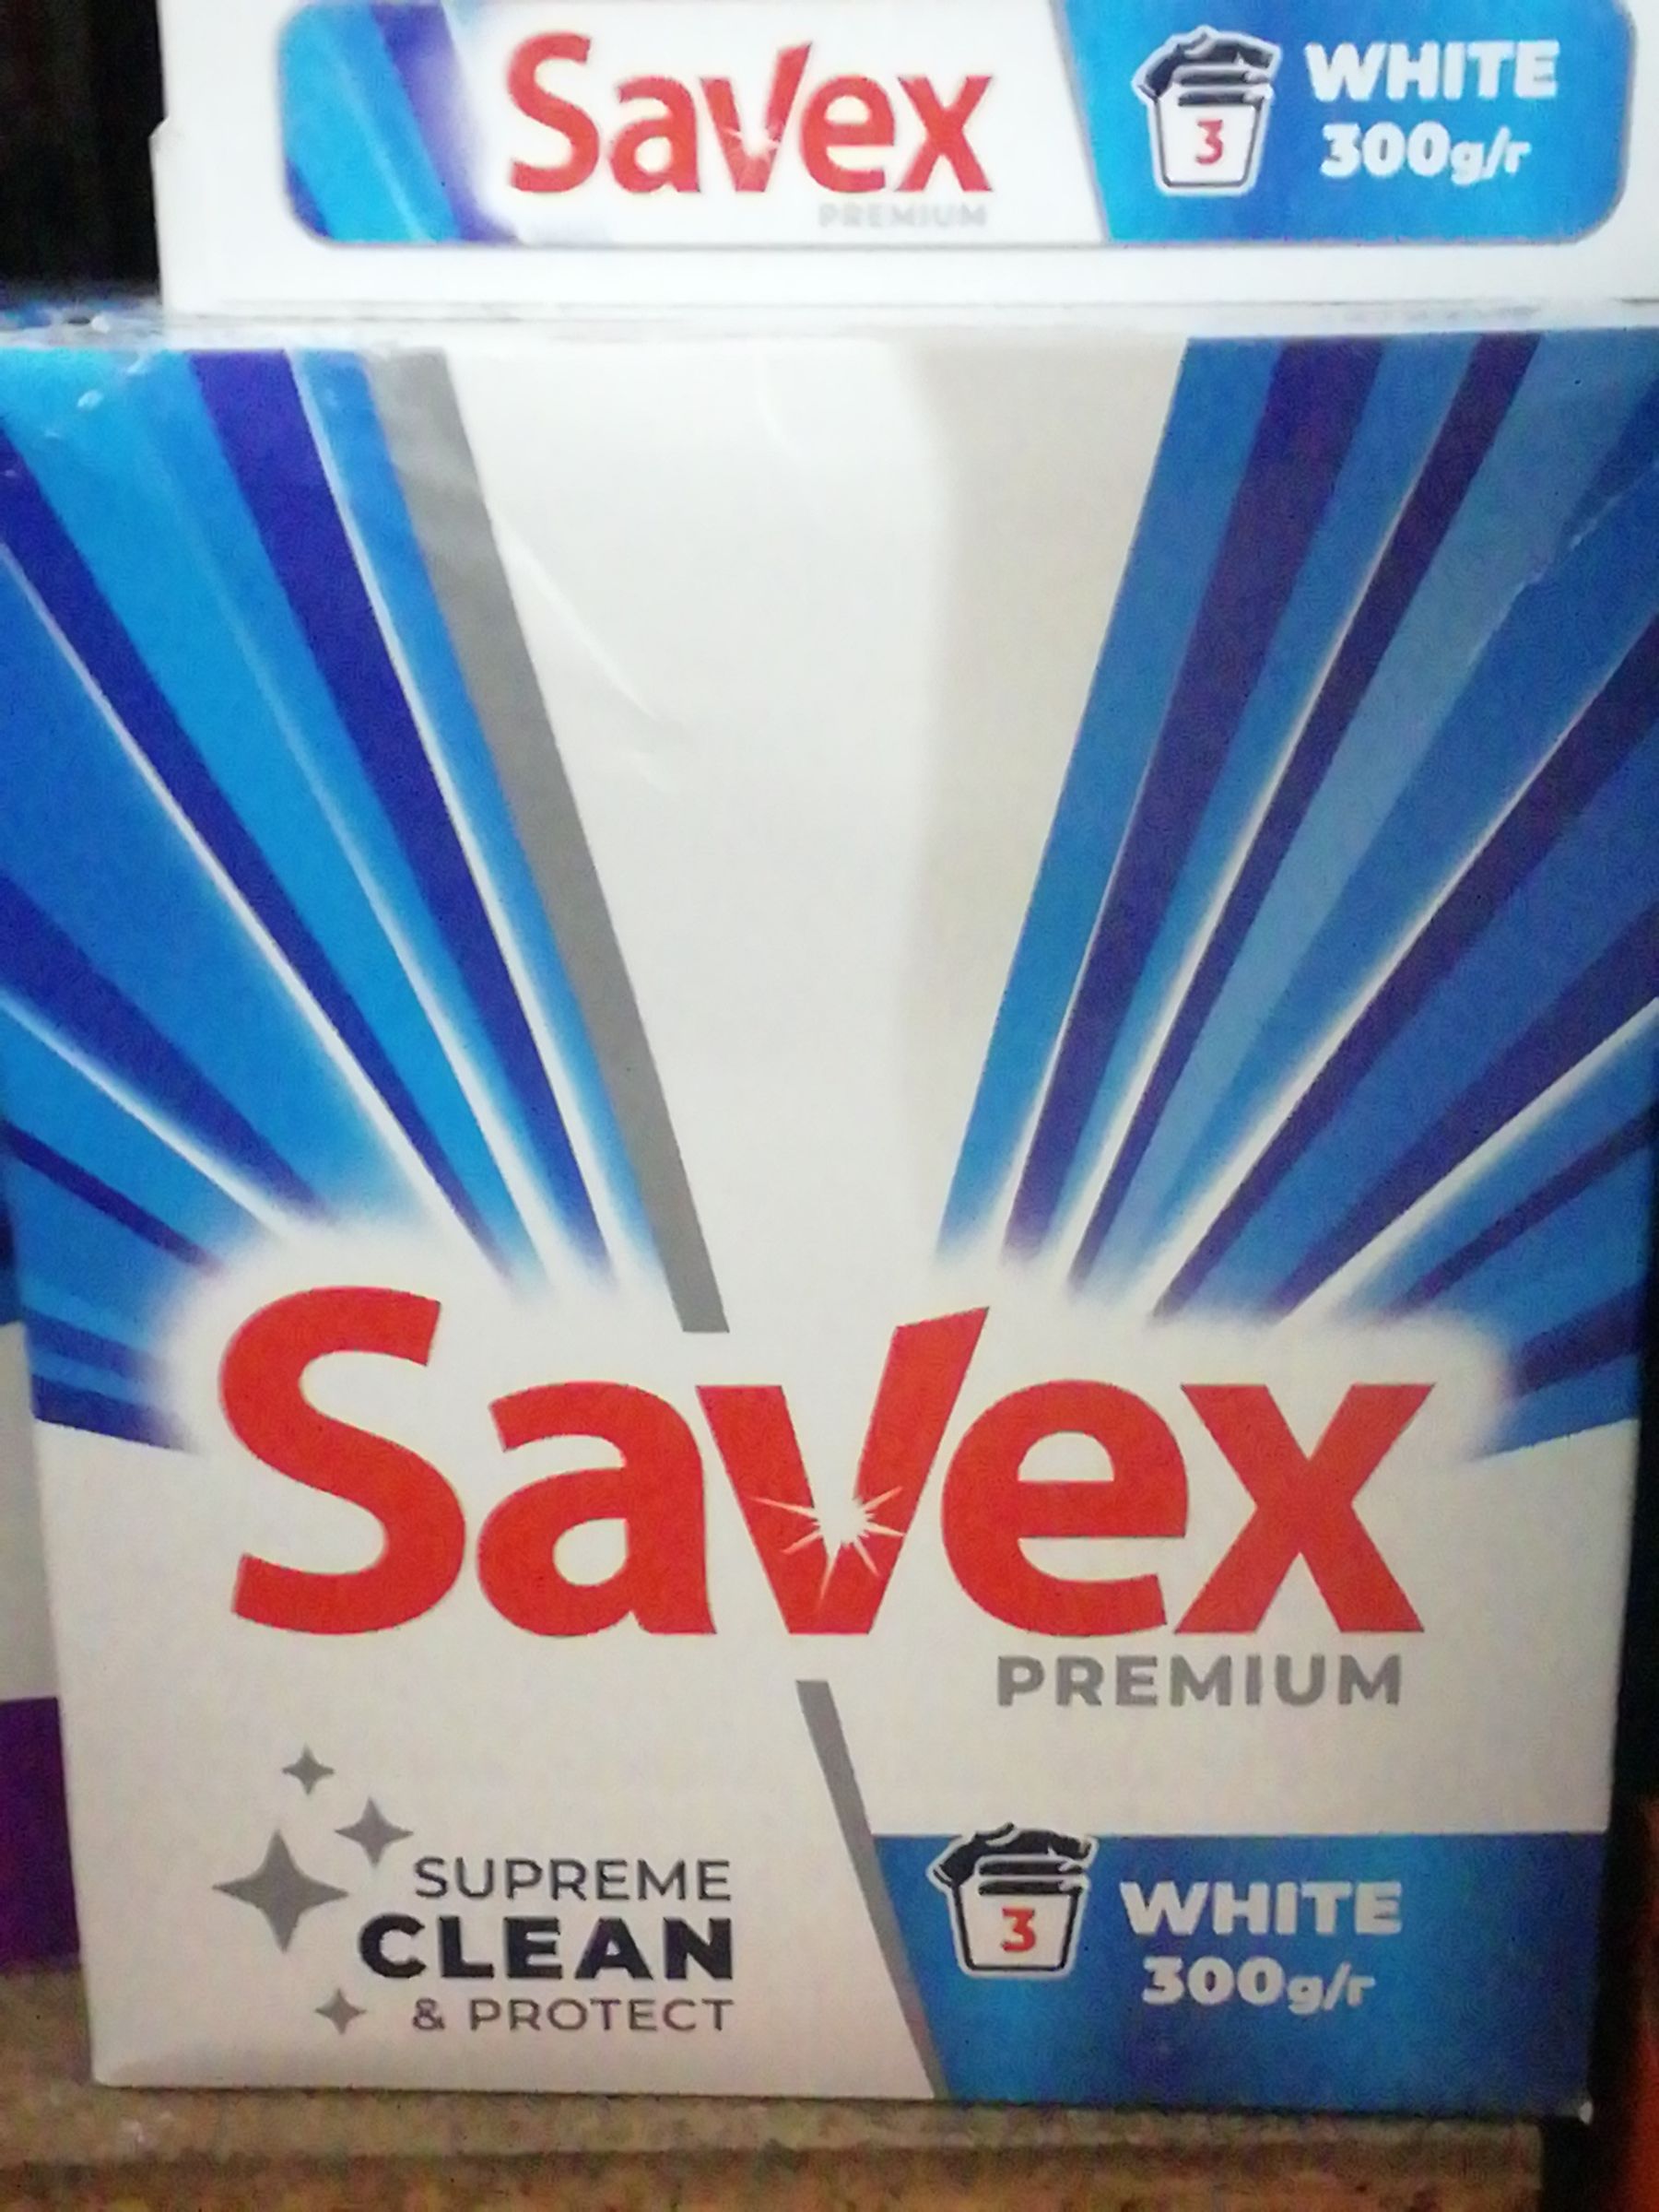 Savex
PREMIUM
3
WHITE
300g/r
Savex
PREMIUM
SUPREME
CLEAN
& PROTECT
3
WHITE
300g/r